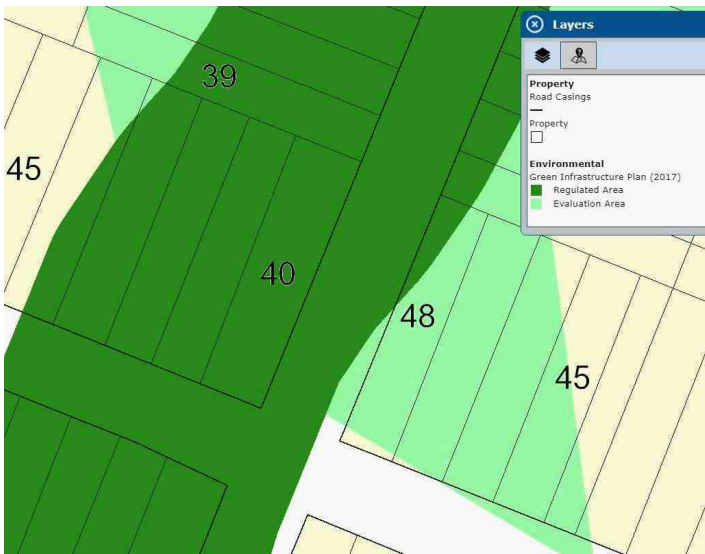 Layers
Property
Road Casings
Property
Environmental
Green Infrastructure Plan (2017)
Regulated Area
Evaluation Area
39
45
40
48
45